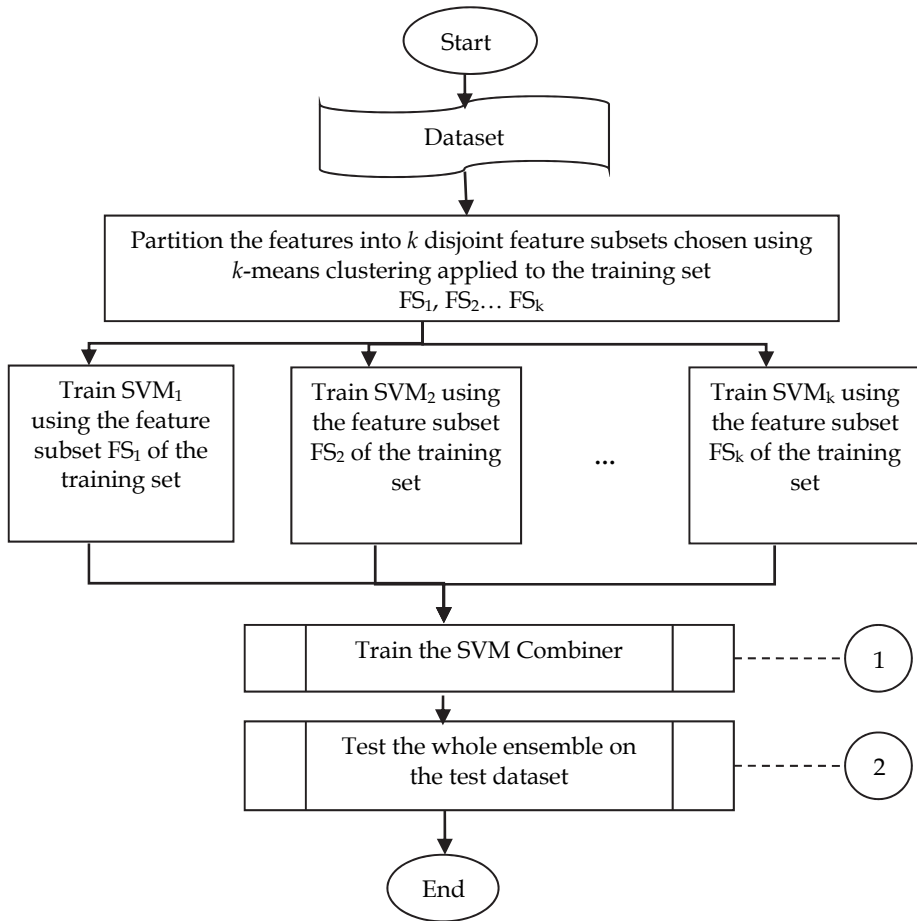 Start
Dataset
Partition the features into k disjoint feature subsets chosen using
k-means clustering applied to the training set
FS₁, FS₂… FSₖ
Train SVM₁
using the feature
subset FS₁ of the
training set
Train SVM₂ using
the feature subset
FS₂ of the training
set
...
Train SVMₖ using
the feature subset
FSₖ of the training
set
Train the SVM Combiner
1
Test the whole ensemble on
the test dataset
2
End